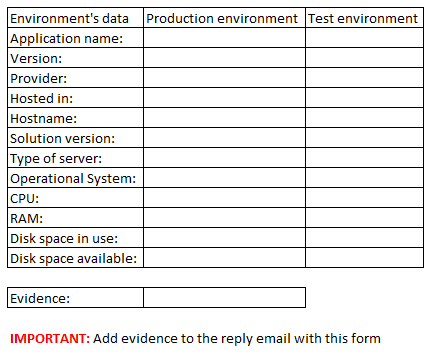 Environment's data Production environment Test environment
Application name:
Version:
Provider:
Hosted in:
Hostname:
Solution version:
Type of server:
Operational System:
CPU:
RAM:
Disk space in use:
Disk space available:
Evidence:
IMPORTANT: Add evidence to the reply email with this form